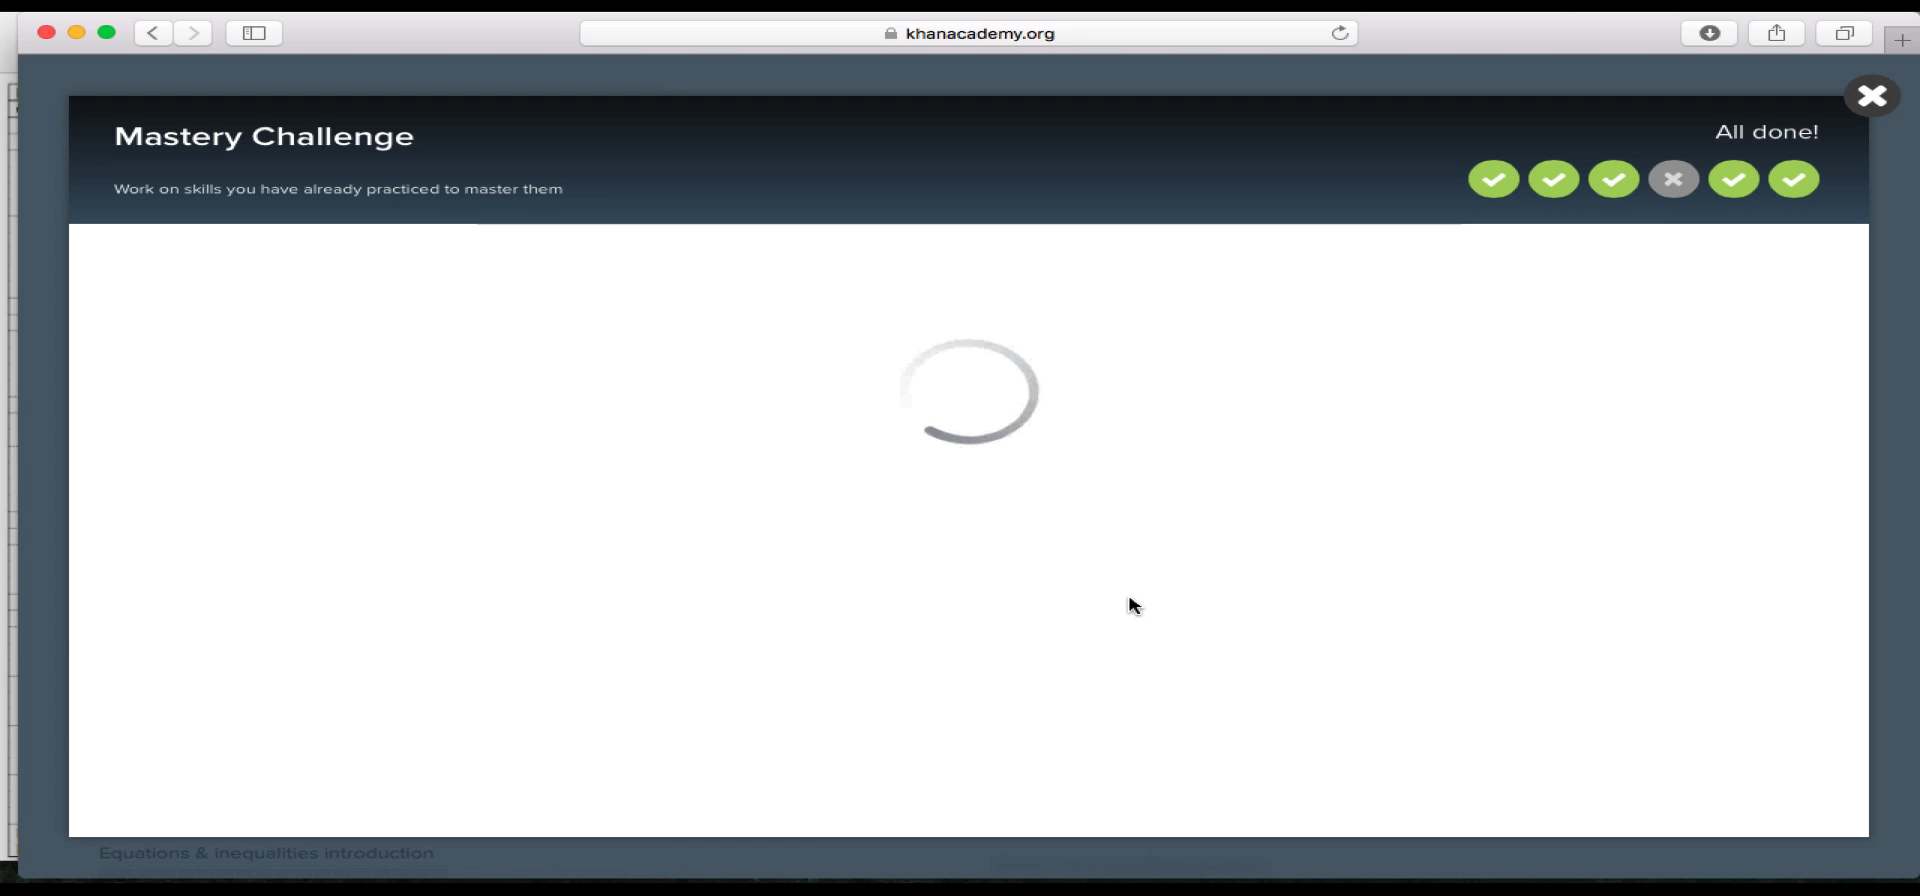 khanacademy.org
Mastery Challenge
All done!
Work on skills you have already practiced to master them
Equations & inequalities introduction